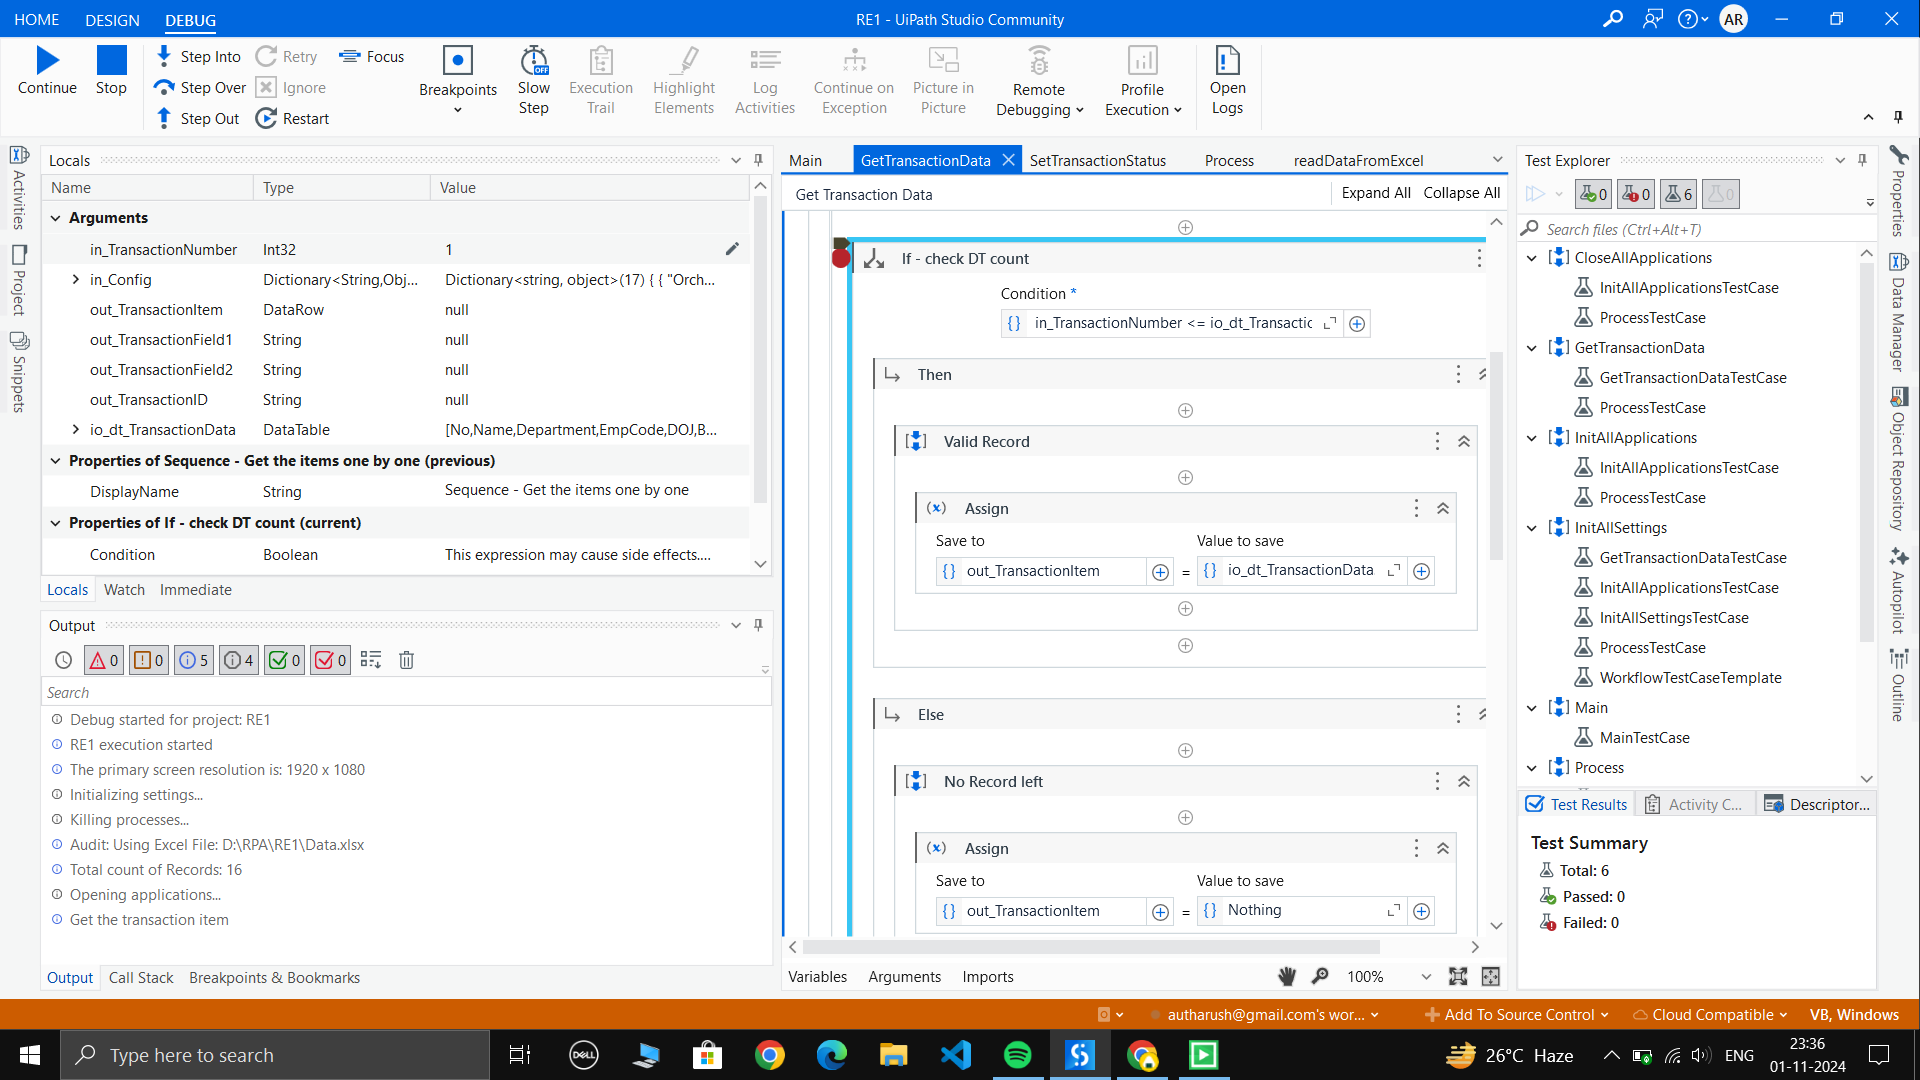 HOME DESIGN DEBUG
RE1 - UiPath Studio Community
AR
Continue
Stop
Step Into
Step Over
Step Out
Retry
Ignore
Restart
Focus
Breakpoints
Slow Step
Execution Trail
Highlight Elements
Log Activities
Continue on Exception
Picture in Picture
Remote Debugging
Profile Execution
Open Logs
Activities
Project
Snippets
Locals
Name Type Value
Arguments
in_TransactionNumber Int32 1
in_Config Dictionary<String,Obj... Dictionary<string, object>(17) { { "Orch...
out_TransactionItem DataRow null
out_TransactionField1 String null
out_TransactionField2 String null
out_TransactionID String null
io_dt_TransactionData DataTable [No,Name,Department,EmpCode,DOJ,B...
Properties of Sequence - Get the items one by one (previous)
DisplayName String Sequence - Get the items one by one
Properties of If - check DT count (current)
Condition Boolean This expression may cause side effects....
Locals Watch Immediate
Output
0 0 5 4 0 0
Search
Debug started for project: RE1
RE1 execution started
The primary screen resolution is: 1920 x 1080
Initializing settings...
Killing processes...
Audit: Using Excel File: D:\RPA\RE1\Data.xlsx
Total count of Records: 16
Opening applications...
Get the transaction item
Output Call Stack Breakpoints & Bookmarks
Main GetTransactionData SetTransactionStatus Process readDataFromExcel
Get Transaction Data Expand All Collapse All
If - check DT count
Condition *
in_TransactionNumber <= io_dt_Transactic
Then
Valid Record
Assign
Save to Value to save
out_TransactionItem = io_dt_TransactionData
Else
No Record left
Assign
Save to Value to save
out_TransactionItem = Nothing
Variables Arguments Imports 100%
Test Explorer
0 0 6 0
Search files (Ctrl+Alt+T)
CloseAllApplications
InitAllApplicationsTestCase
ProcessTestCase
GetTransactionData
GetTransactionDataTestCase
ProcessTestCase
InitAllApplications
InitAllApplicationsTestCase
ProcessTestCase
InitAllSettings
GetTransactionDataTestCase
InitAllApplicationsTestCase
InitAllSettingsTestCase
ProcessTestCase
WorkflowTestCaseTemplate
Main
MainTestCase
Process
Test Results Activity C... Descriptor...
Test Summary
Total: 6
Passed: 0
Failed: 0
Properties
Data Manager
Object Repository
Autopilot
Outline
autharush@gmail.com's wor... Add To Source Control Cloud Compatible VB, Windows
Type here to search
DELL
26°C Haze
ENG
23:36
01-11-2024